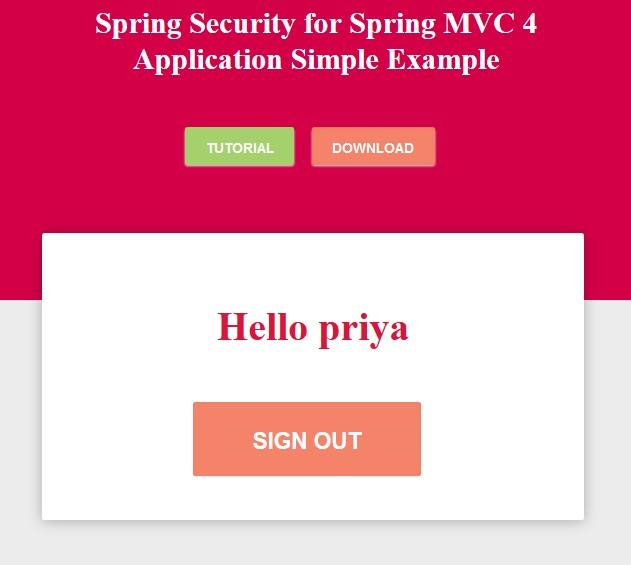 Spring Security for Spring MVC 4
Application Simple Example
TUTORIAL DOWNLOAD
Hello priya
SIGN OUT